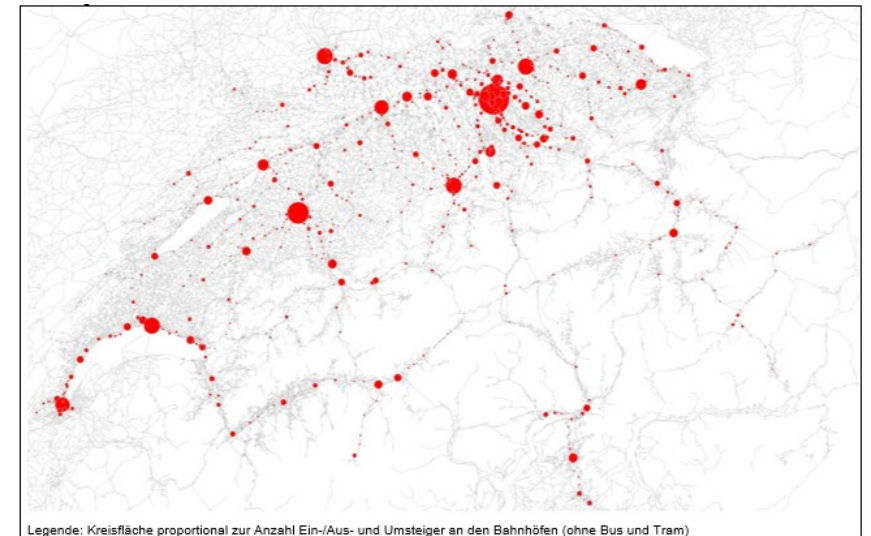 Legende: Kreisfläche proportional zur Anzahl Ein-/Aus- und Umsteiger an den Bahnhöfen (ohne Bus und Tram)